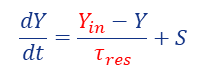 dY/dt = (Y_in − Y)/τ_res + S